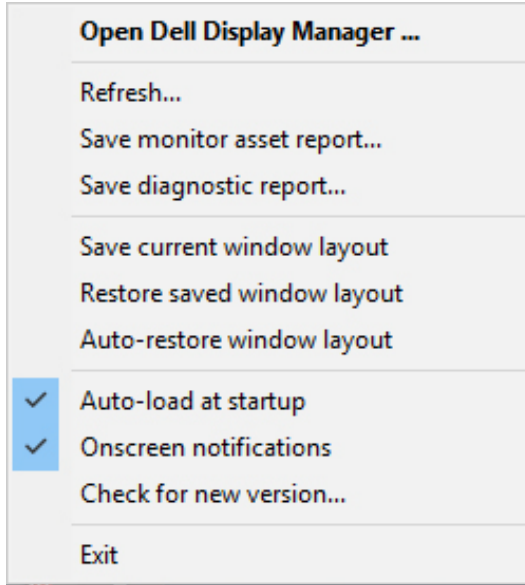 Open Dell Display Manager ...
Refresh...
Save monitor asset report...
Save diagnostic report...
Save current window layout
Restore saved window layout
Auto-restore window layout
Auto-load at startup
Onscreen notifications
Check for new version...
Exit